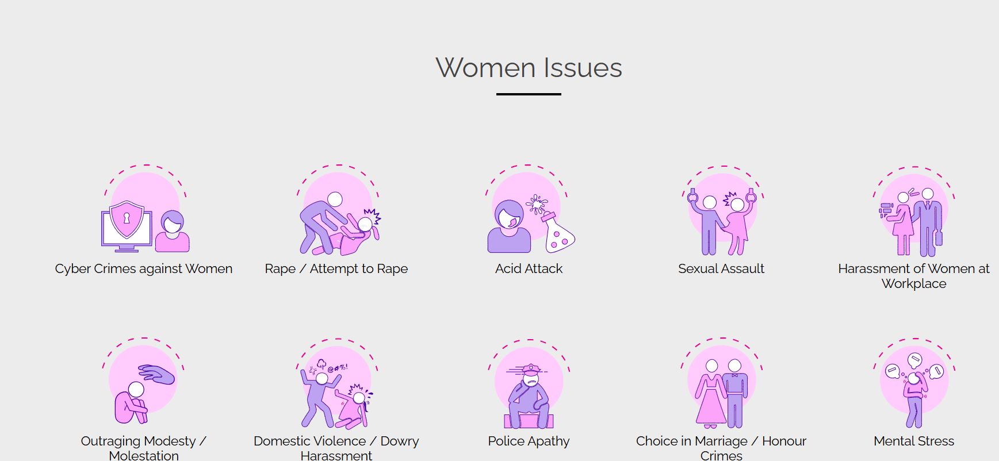 Women Issues
Cyber Crimes against Women
Rape / Attempt to Rape
Acid Attack
Sexual Assault
Harassment of Women at
Workplace
@#%!
Outraging Modesty /
Molestation
Domestic Violence / Dowry
Harassment
Police Apathy
Choice in Marriage / Honour
Crimes
Mental Stress